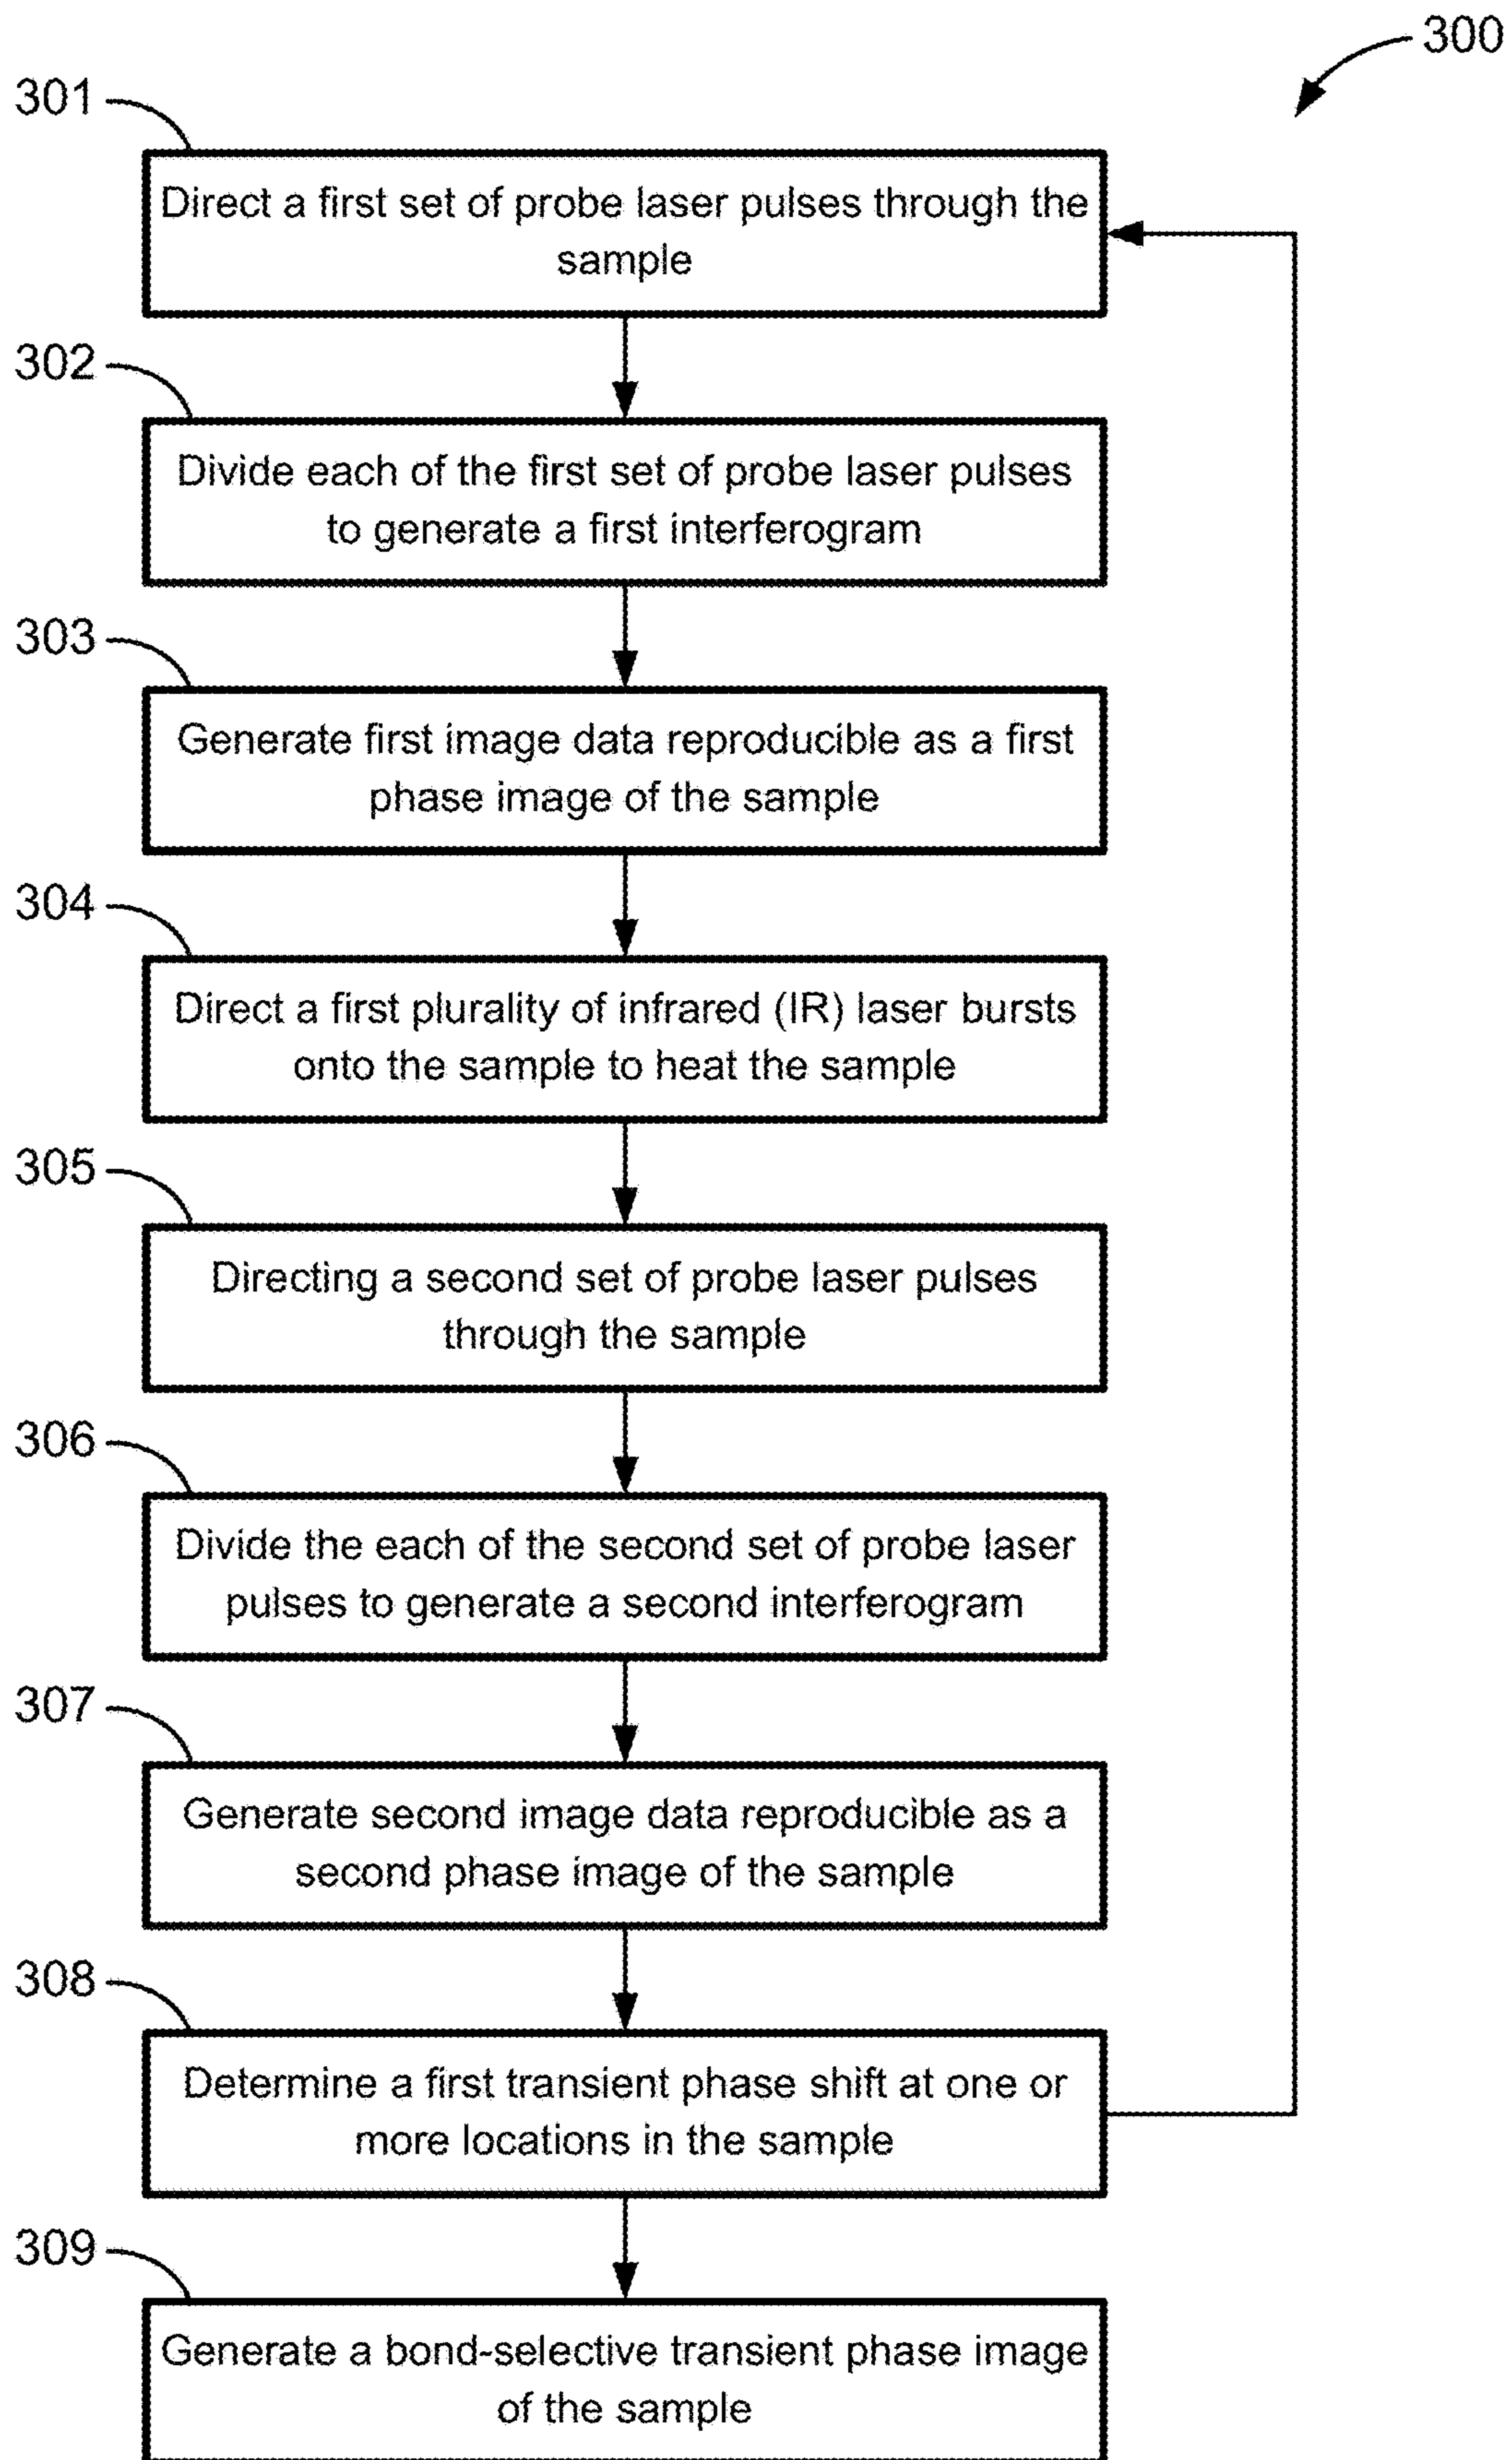 300
301
Direct a first set of probe laser pulses through the
sample
302
Divide each of the first set of probe laser pulses
to generate a first interferogram
303
Generate first image data reproducible as a first
phase image of the sample
304
Direct a first plurality of infrared (IR) laser bursts
onto the sample to heat the sample
305
Directing a second set of probe laser pulses
through the sample
306
Divide the each of the second set of probe laser
pulses to generate a second interferogram
307
Generate second image data reproducible as a
second phase image of the sample
308
Determine a first transient phase shift at one or
more locations in the sample
309
Generate a bond-selective transient phase image
of the sample